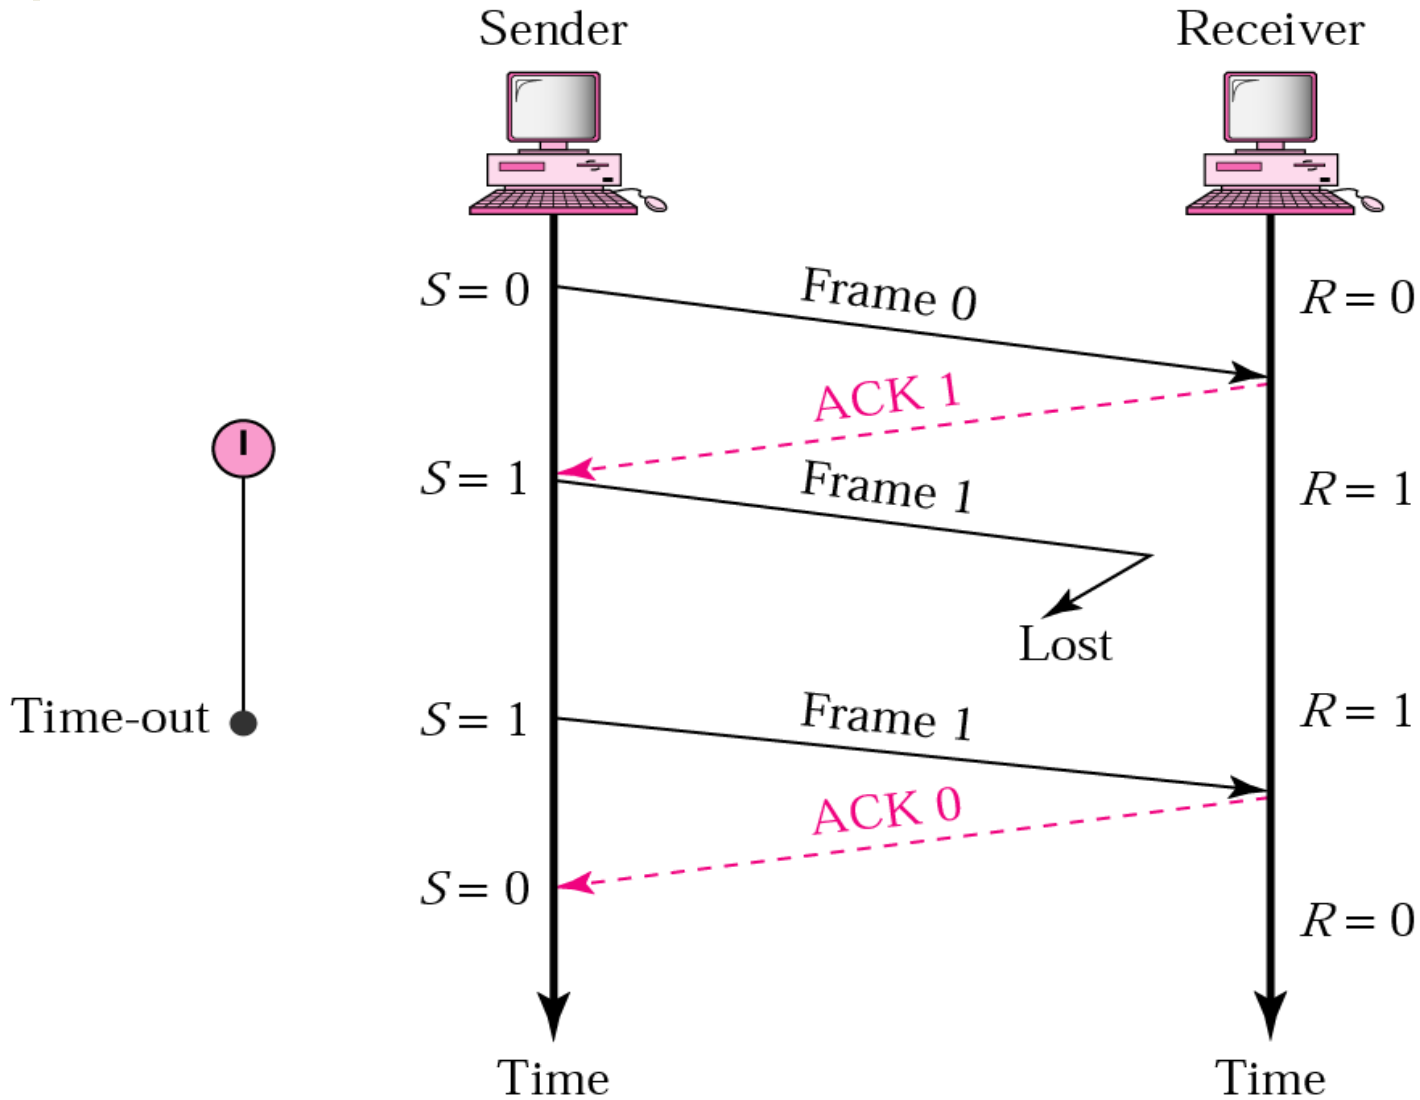 Sender
Receiver
S = 0
Frame 0
R = 0
ACK 1
S = 1
Frame 1
R = 1
Lost
Time-out
S = 1
Frame 1
R = 1
ACK 0
S = 0
R = 0
Time
Time